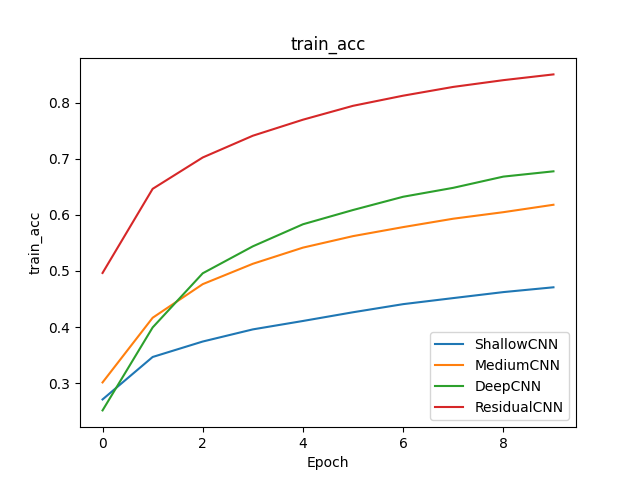 train_acc
train_acc
0.8
0.7
0.6
0.5
0.4
0.3
ShallowCNN
MediumCNN
DeepCNN
ResidualCNN
0 2 4 6 8
Epoch